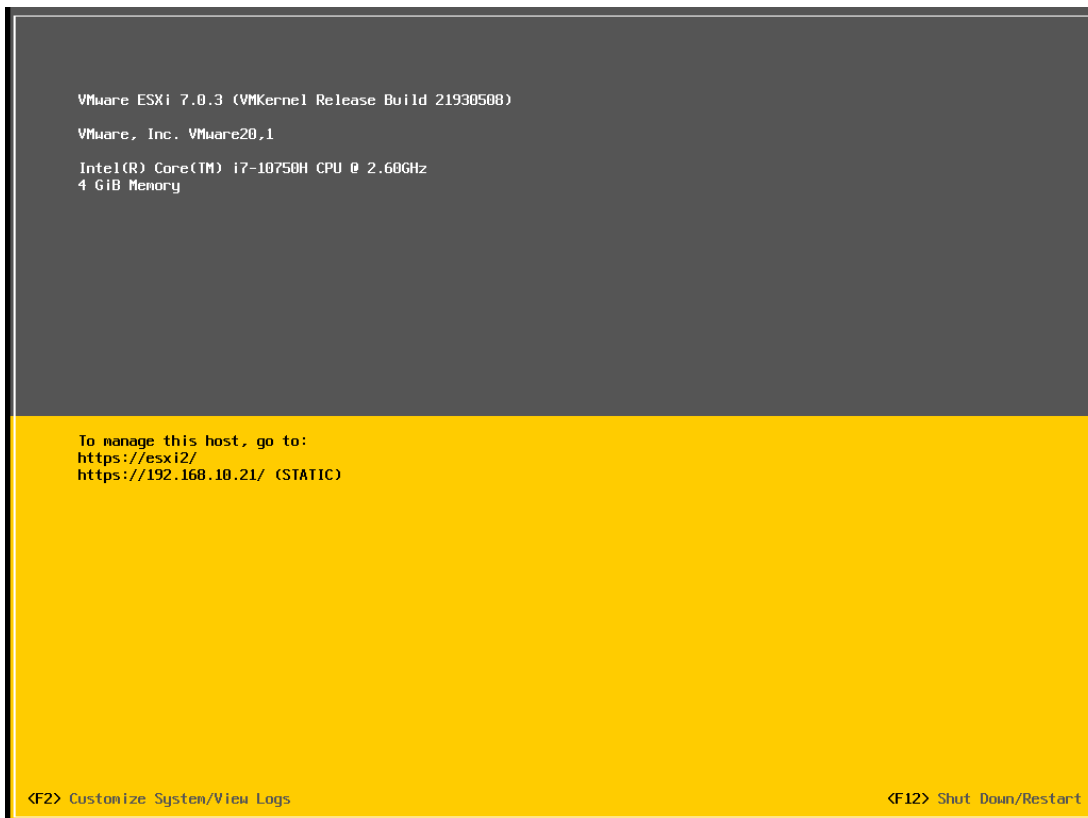 VMware ESXi 7.0.3 (VMKernel Release Build 21930508)
VMware, Inc. VMware20,1
Intel(R) Core(TM) i7-10750H CPU @ 2.60GHz
4 GiB Memory
To manage this host, go to:
https://esxi2/
https://192.168.10.21/ (STATIC)
<F2> Customize System/View Logs
<F12> Shut Down/Restart